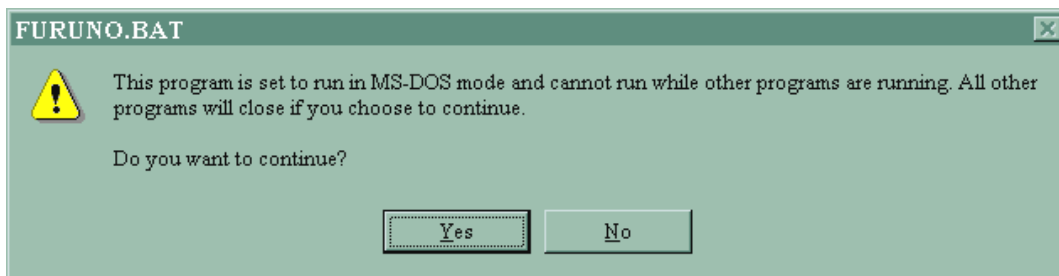 FURUNO.BAT
This program is set to run in MS-DOS mode and cannot run while other programs are running. All other
programs will close if you choose to continue.
Do you want to continue?
Yes No